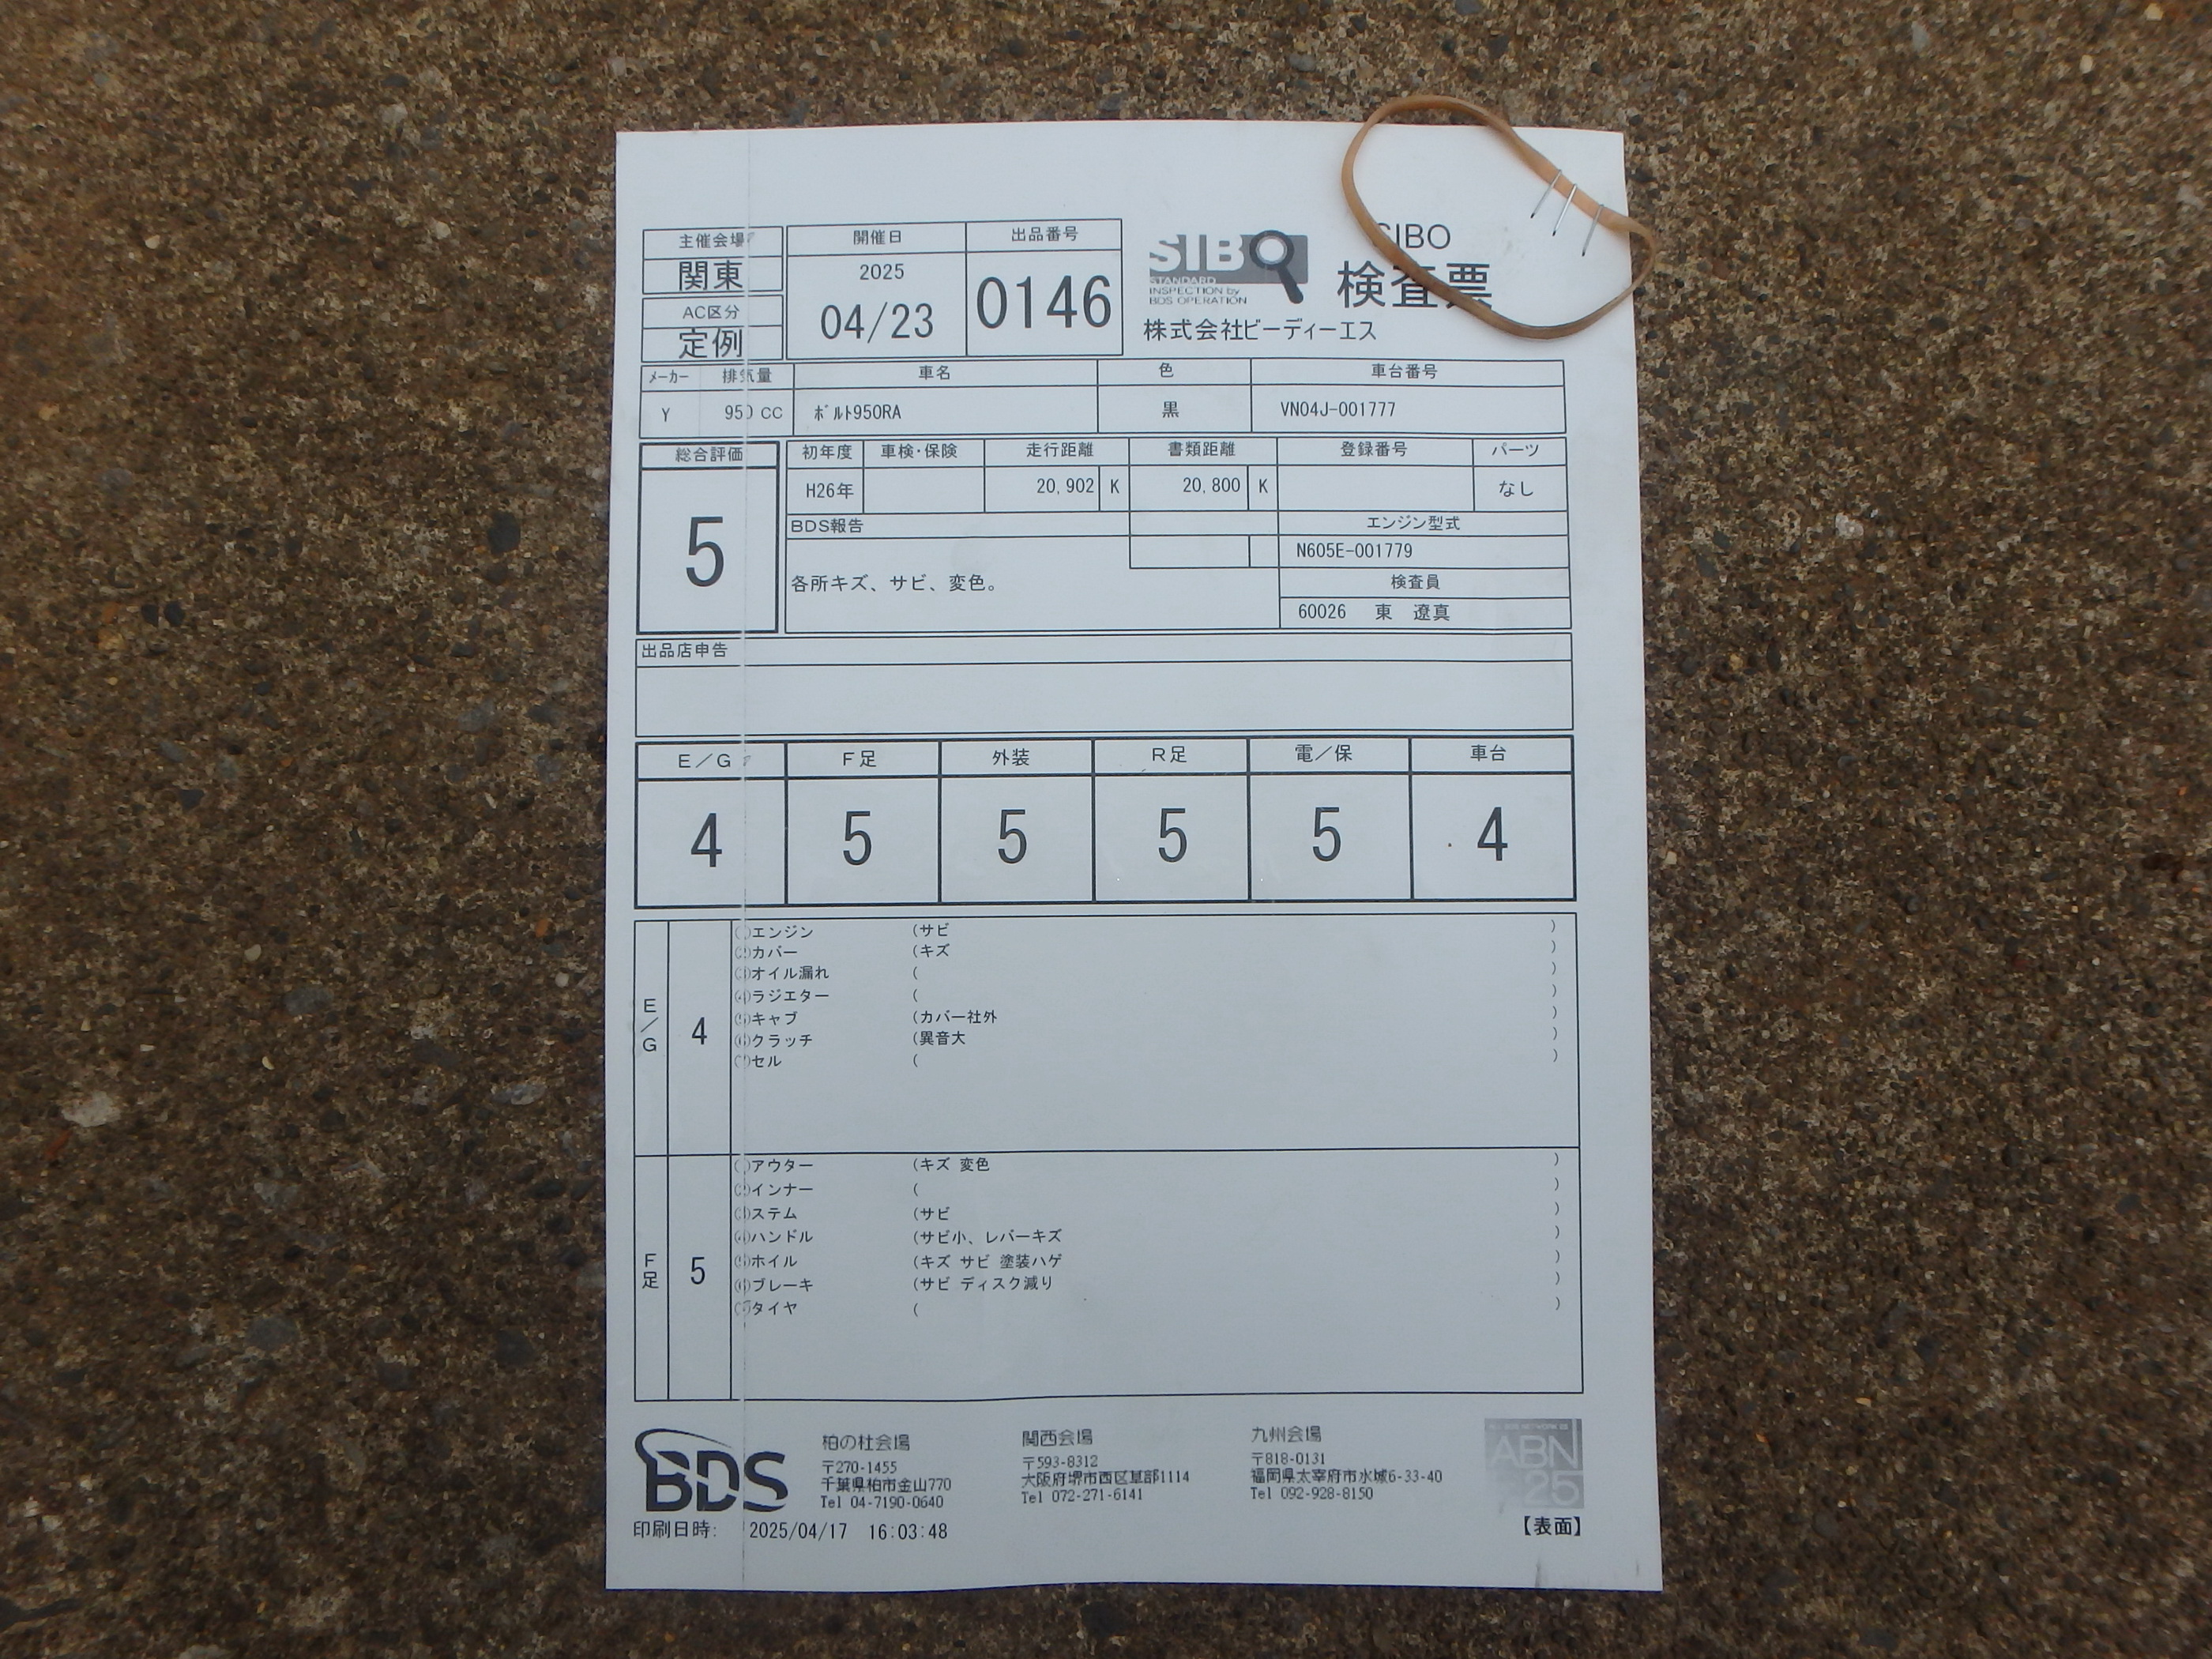 主催会場
関東
AC区分
定例
開催日
2025
04/23
出品番号
0146
SIBO
STANDARD
INSPECTION by
BDS OPERATION
SIBO
検査票
株式会社ビーディーエス
メーカー 排気量 車名 色 車台番号
Y 950 CC ボルト950RA 黒 VN04J-001777
総合評価
5
初年度 車検・保険 走行距離 書類距離 登録番号 パーツ
H26年 20,902 K 20,800 K なし
BDS報告 エンジン型式
N605E-001779
各所キズ、サビ、変色。
検査員
60026 東 遼真
出品店申告
E/G F足 外装 R足 電/保 車台
4 5 5 5 5 4
E/G
4
エンジン (サビ )
カバー (キズ )
オイル漏れ ( )
ラジエター ( )
キャブ (カバー社外 )
クラッチ (異音大 )
セル ( )
F足
5
アウター (キズ 変色 )
インナー ( )
ステム (サビ )
ハンドル (サビ小、レバーキズ )
ホイル (キズ サビ 塗装ハゲ )
ブレーキ (サビ ディスク減り )
タイヤ ( )
BDS
柏の杜会場
〒270-1455
千葉県柏市金山770
Tel 04-7190-0640
関西会場
〒593-8312
大阪府堺市西区草部1114
Tel 072-271-6141
九州会場
〒818-0131
福岡県太宰府市水城6-33-40
Tel 092-928-8150
ABN
25
印刷日時: 2025/04/17 16:03:48
【表面】